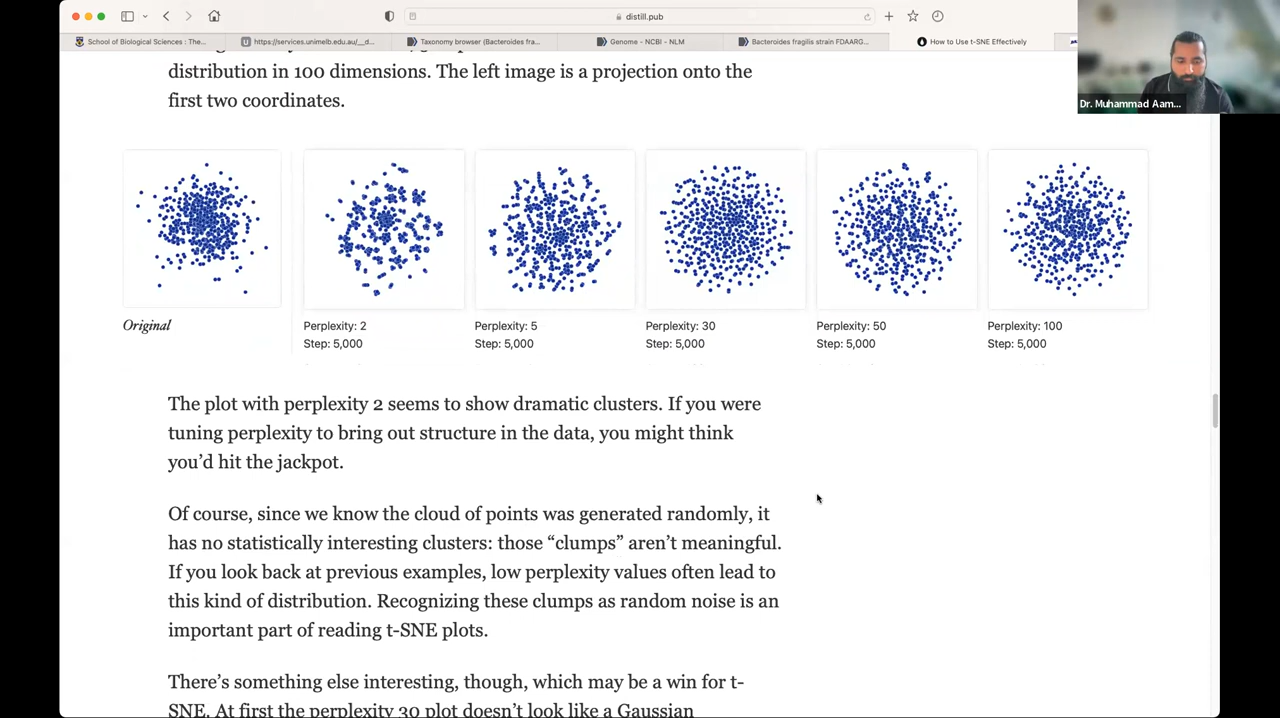 distill.pub
School of Biological Sciences : The...
https://services.unimelb.edu.au/__d...
Taxonomy browser (Bacteroides fra...
Genome - NCBI - NLM
Bacteroides fragilis strain FDAARG...
How to Use t-SNE Effectively
Dr. Muhammad Aam...
distribution in 100 dimensions. The left image is a projection onto the
first two coordinates.
Original
Perplexity: 2
Step: 5,000
Perplexity: 5
Step: 5,000
Perplexity: 30
Step: 5,000
Perplexity: 50
Step: 5,000
Perplexity: 100
Step: 5,000
The plot with perplexity 2 seems to show dramatic clusters. If you were
tuning perplexity to bring out structure in the data, you might think
you’d hit the jackpot.
Of course, since we know the cloud of points was generated randomly, it
has no statistically interesting clusters: those “clumps” aren’t meaningful.
If you look back at previous examples, low perplexity values often lead to
this kind of distribution. Recognizing these clumps as random noise is an
important part of reading t-SNE plots.
There’s something else interesting, though, which may be a win for t-
SNE. At first the perplexity 30 plot doesn’t look like a Gaussian